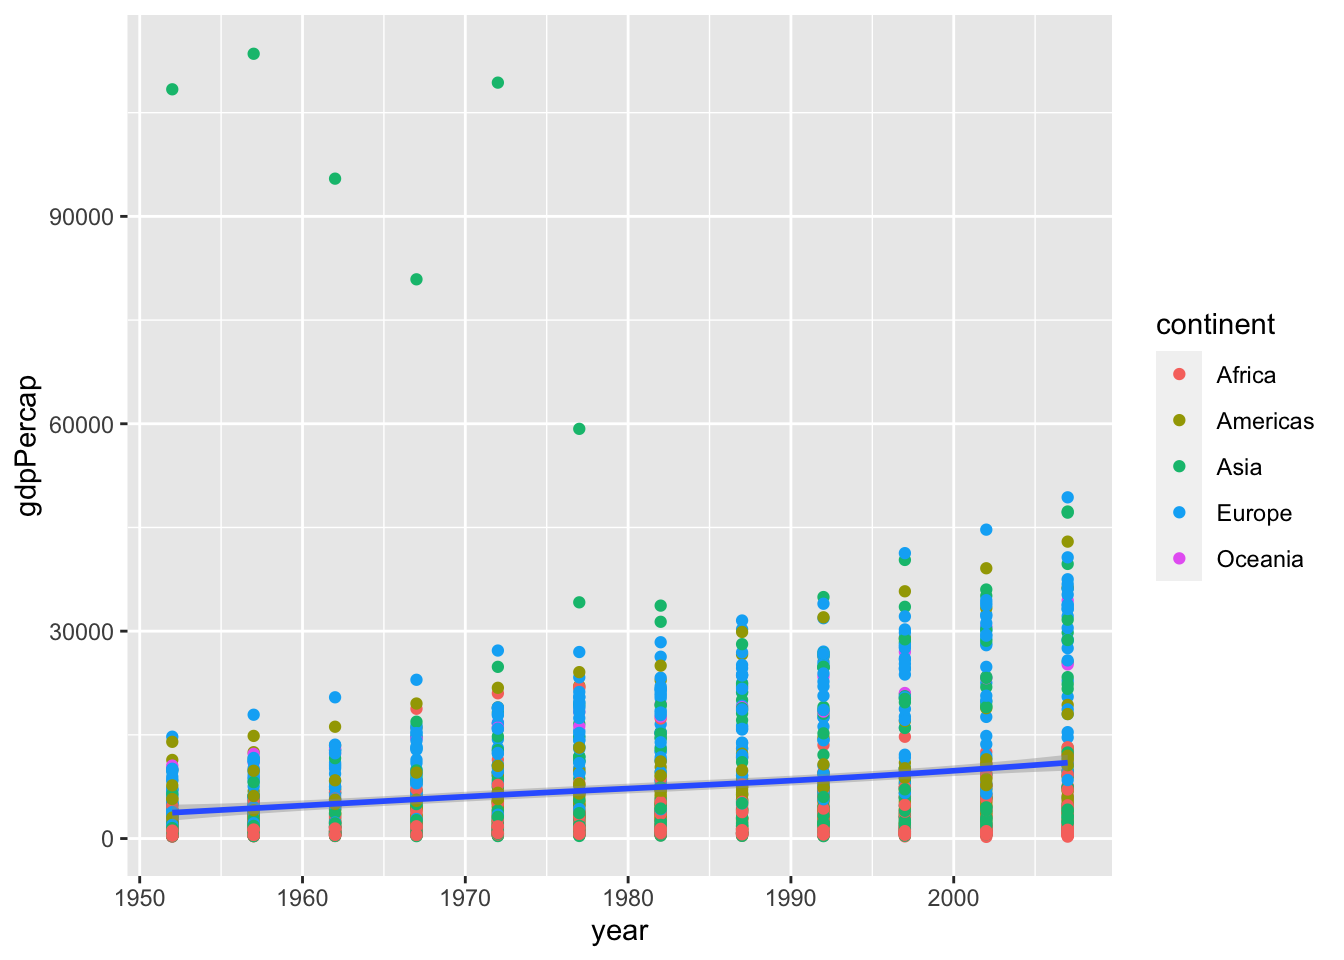 gdpPercap
90000
60000
30000
0
1950 1960 1970 1980 1990 2000
year
continent
Africa
Americas
Asia
Europe
Oceania